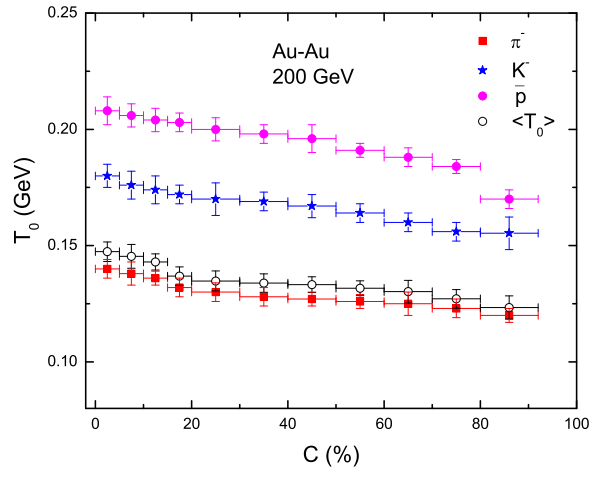 0.25
0.20
0.15
0.10
T₀ (GeV)
Au-Au
200 GeV
π⁻
K⁻
p̅
<T₀>
0 20 40 60 80 100
C (%)